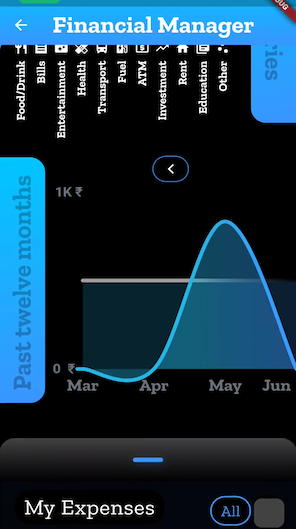 Financial Manager
Food/Drink
Bills
Entertainment
Health
Transport
Fuel
ATM
Investment
Rent
Education
Other
1K ₹
Past twelve months
0 ₹
Mar Apr May Jun
My Expenses
All